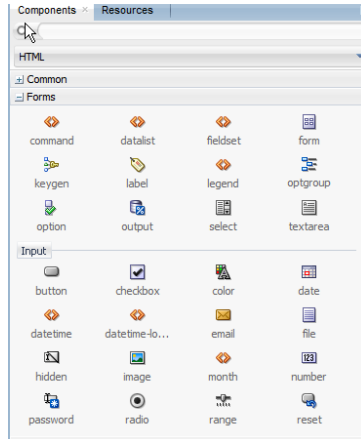 Components Resources
HTML
Common
Forms
command datalist fieldset form
keygen label legend optgroup
option output select textarea
Input
button checkbox color date
datetime datetime-lo... email file
hidden image month number
password radio range reset